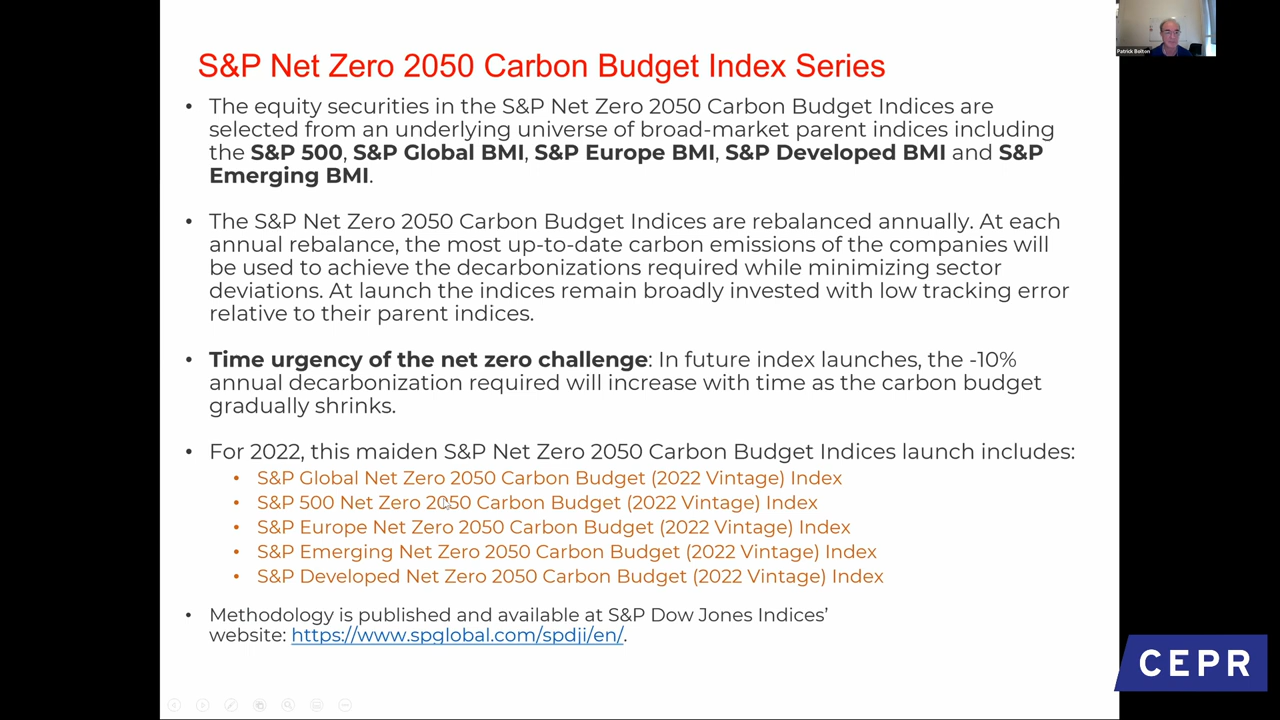 Patrick Bolton
S&P Net Zero 2050 Carbon Budget Index Series
• The equity securities in the S&P Net Zero 2050 Carbon Budget Indices are
selected from an underlying universe of broad-market parent indices including
the S&P 500, S&P Global BMI, S&P Europe BMI, S&P Developed BMI and S&P
Emerging BMI.
• The S&P Net Zero 2050 Carbon Budget Indices are rebalanced annually. At each
annual rebalance, the most up-to-date carbon emissions of the companies will
be used to achieve the decarbonizations required while minimizing sector
deviations. At launch the indices remain broadly invested with low tracking error
relative to their parent indices.
• Time urgency of the net zero challenge: In future index launches, the -10%
annual decarbonization required will increase with time as the carbon budget
gradually shrinks.
• For 2022, this maiden S&P Net Zero 2050 Carbon Budget Indices launch includes:
• S&P Global Net Zero 2050 Carbon Budget (2022 Vintage) Index
• S&P 500 Net Zero 2050 Carbon Budget (2022 Vintage) Index
• S&P Europe Net Zero 2050 Carbon Budget (2022 Vintage) Index
• S&P Emerging Net Zero 2050 Carbon Budget (2022 Vintage) Index
• S&P Developed Net Zero 2050 Carbon Budget (2022 Vintage) Index
• Methodology is published and available at S&P Dow Jones Indices’
website: https://www.spglobal.com/spdji/en/.
CEPR